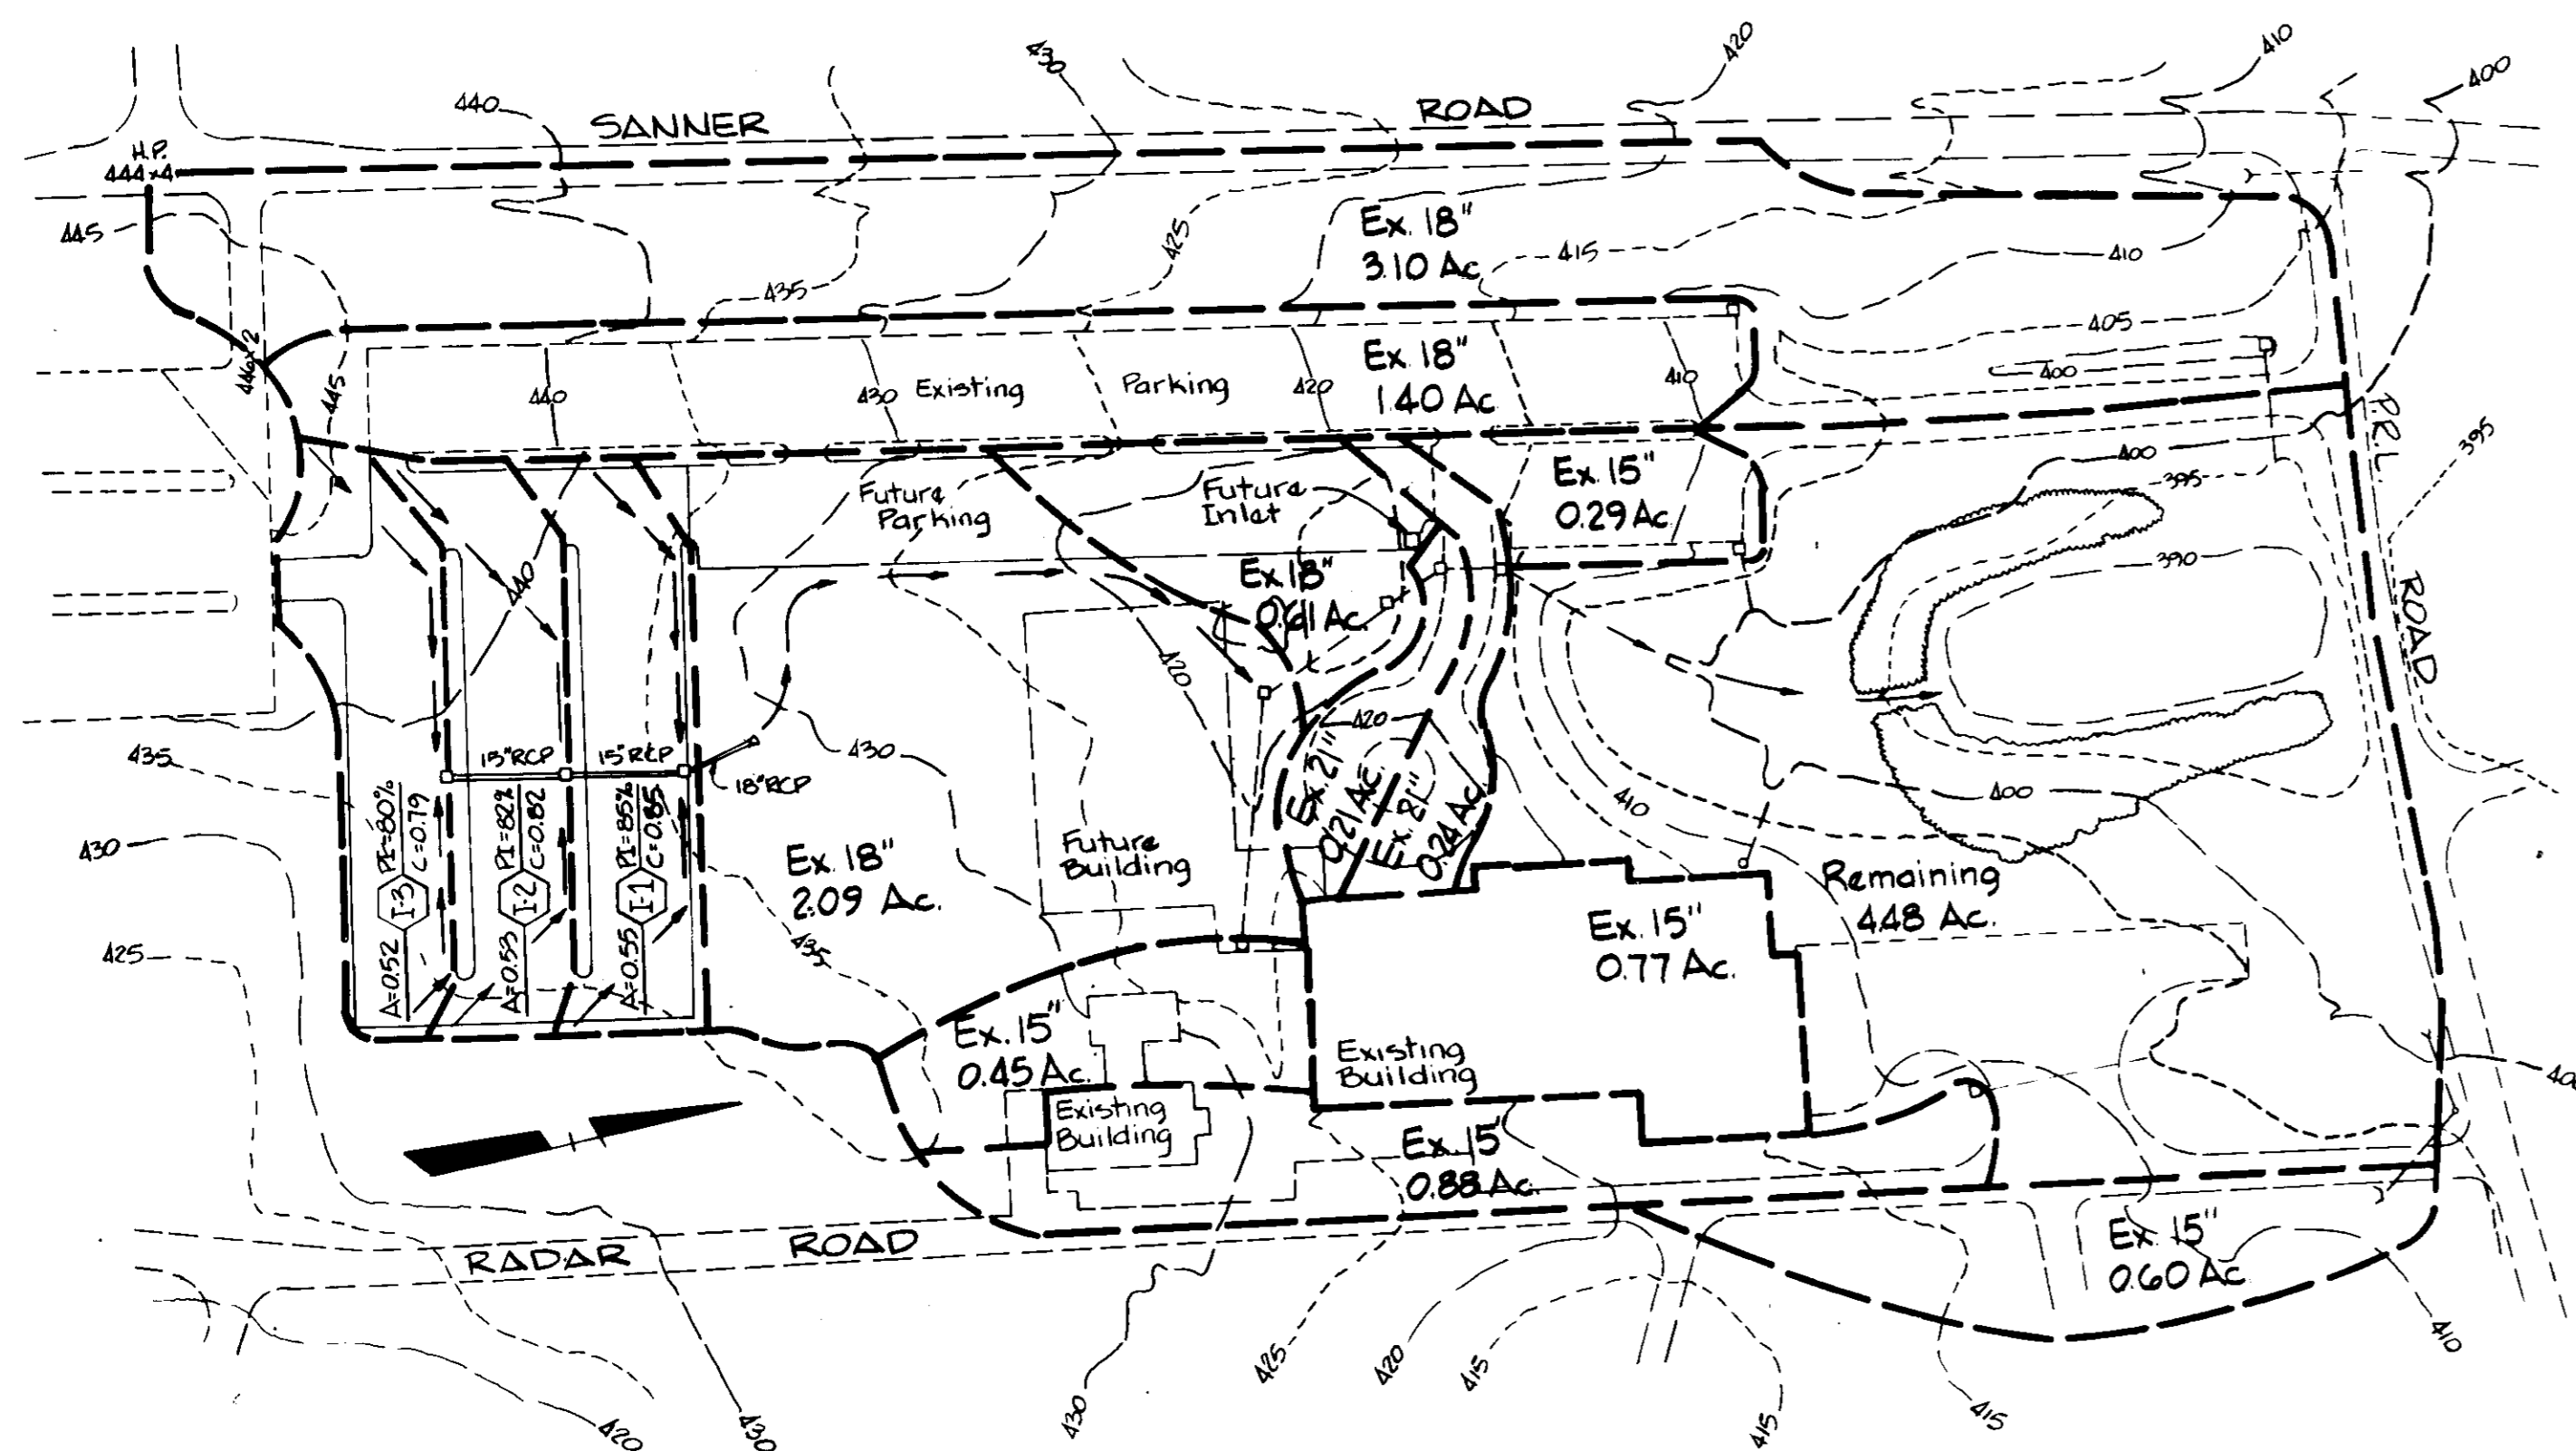 SANNER ROAD
H.P.
444x4
440
430
420
410
400
445
446x2
445
435
425
Ex. 18"
3.10 Ac.
415
410
405
400
440
430
Existing Parking
420
Ex. 18"
1.40 Ac
410
P.R.L. ROAD
395
400
395
390
Future
Parking
Future
Inlet
Ex. 15"
0.29 Ac.
440
Ex. 18"
0.61 Ac.
420
420
435
430
15"RCP
15"RCP
18"RCP
430
425
I-3
A=0.52
PI=80%
C=0.79
I-2
A=0.53
PI=82%
C=0.82
I-1
A=0.55
PI=85%
C=0.85
Ex. 18"
2.09 Ac.
435
Future
Building
Ex. 21"
0.21 Ac.
Ex. 21"
0.24 Ac.
410
400
Remaining
4.48 Ac.
Ex. 15"
0.77 Ac.
Ex. 15"
0.45 Ac.
Existing
Building
Existing
Building
Ex. 15"
0.88 Ac.
Ex. 15"
0.60 Ac
RADAR ROAD
420
430
430
425
420
415
415
415
410